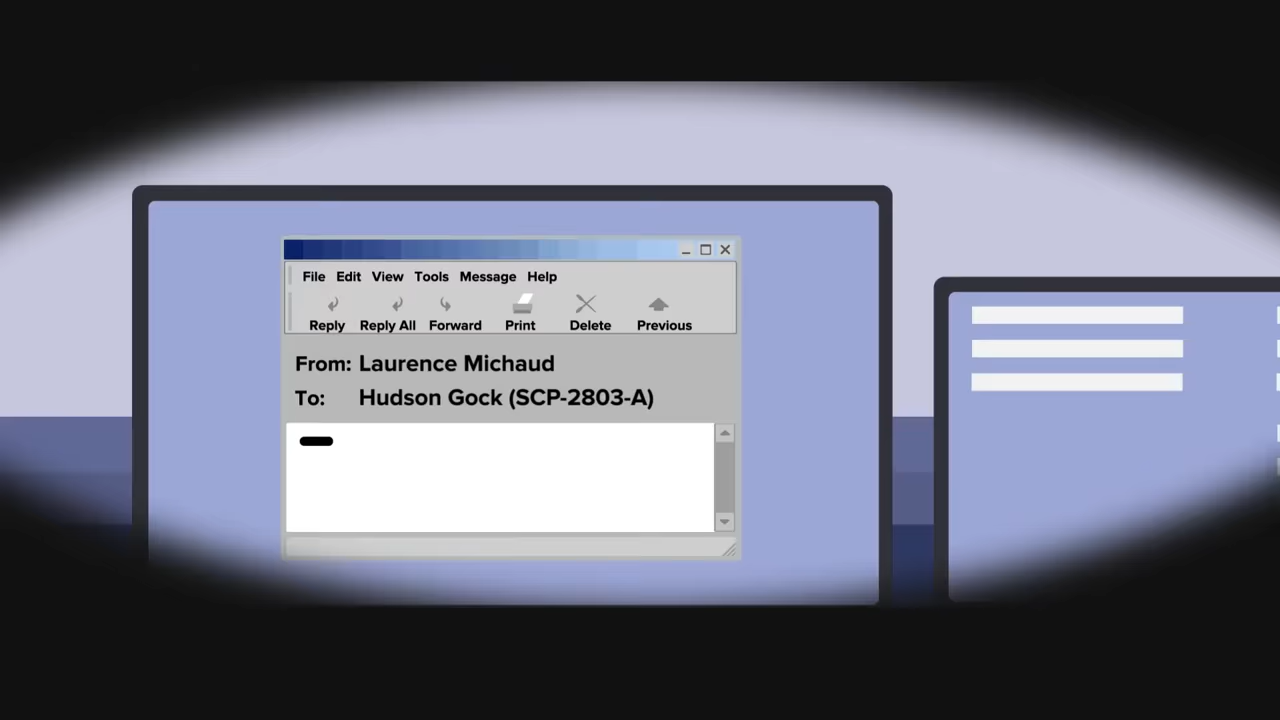 File Edit View Tools Message Help
Reply Reply All Forward Print Delete Previous
From: Laurence Michaud
To: Hudson Gock (SCP-2803-A)